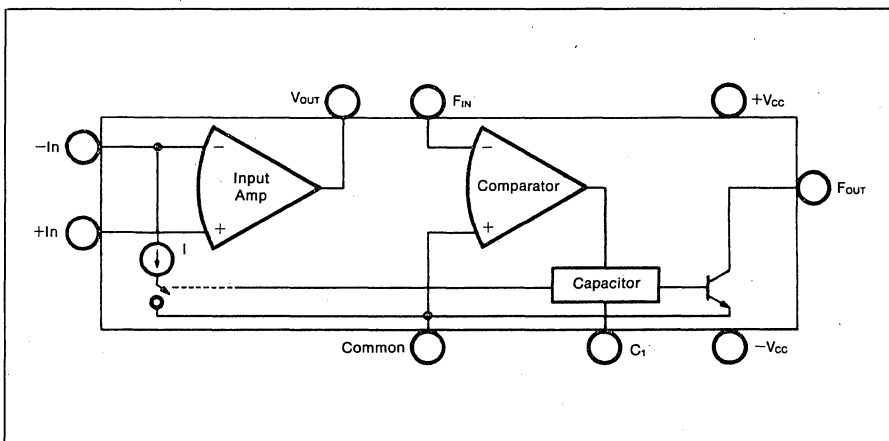 VOUT
FIN
+VCC
−In
−
Input
Amp
−
Comparator
FOUT
+In
+
+
I
Capacitor
Common
C1
−VCC